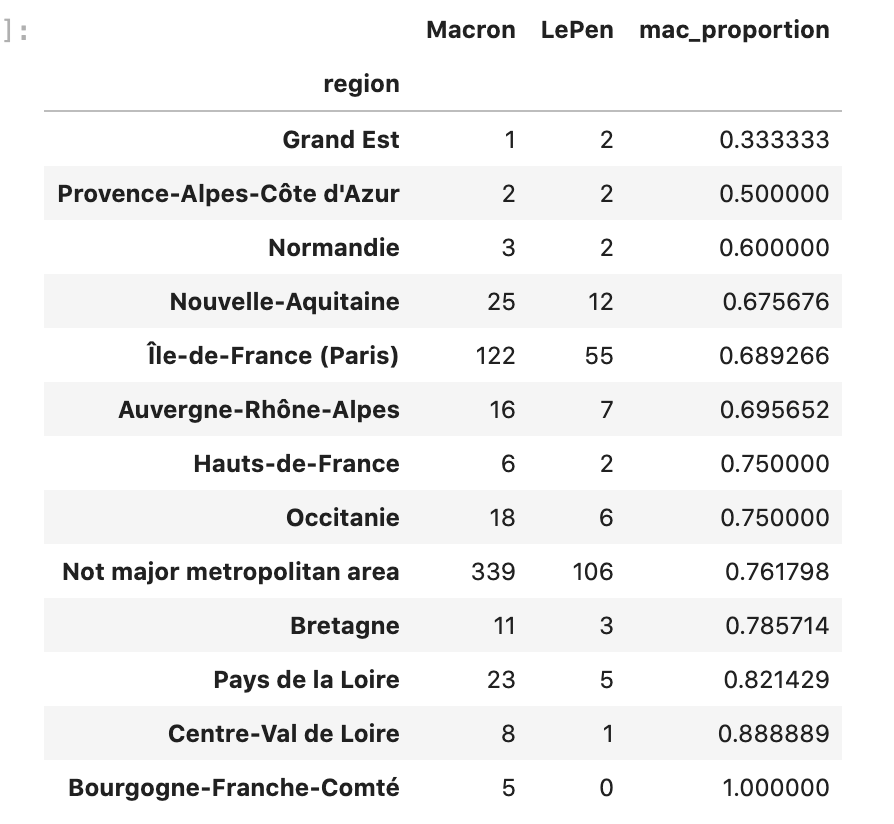 ]:
Macron LePen mac_proportion
region
Grand Est 1 2 0.333333
Provence-Alpes-Côte d'Azur 2 2 0.500000
Normandie 3 2 0.600000
Nouvelle-Aquitaine 25 12 0.675676
Île-de-France (Paris) 122 55 0.689266
Auvergne-Rhône-Alpes 16 7 0.695652
Hauts-de-France 6 2 0.750000
Occitanie 18 6 0.750000
Not major metropolitan area 339 106 0.761798
Bretagne 11 3 0.785714
Pays de la Loire 23 5 0.821429
Centre-Val de Loire 8 1 0.888889
Bourgogne-Franche-Comté 5 0 1.000000